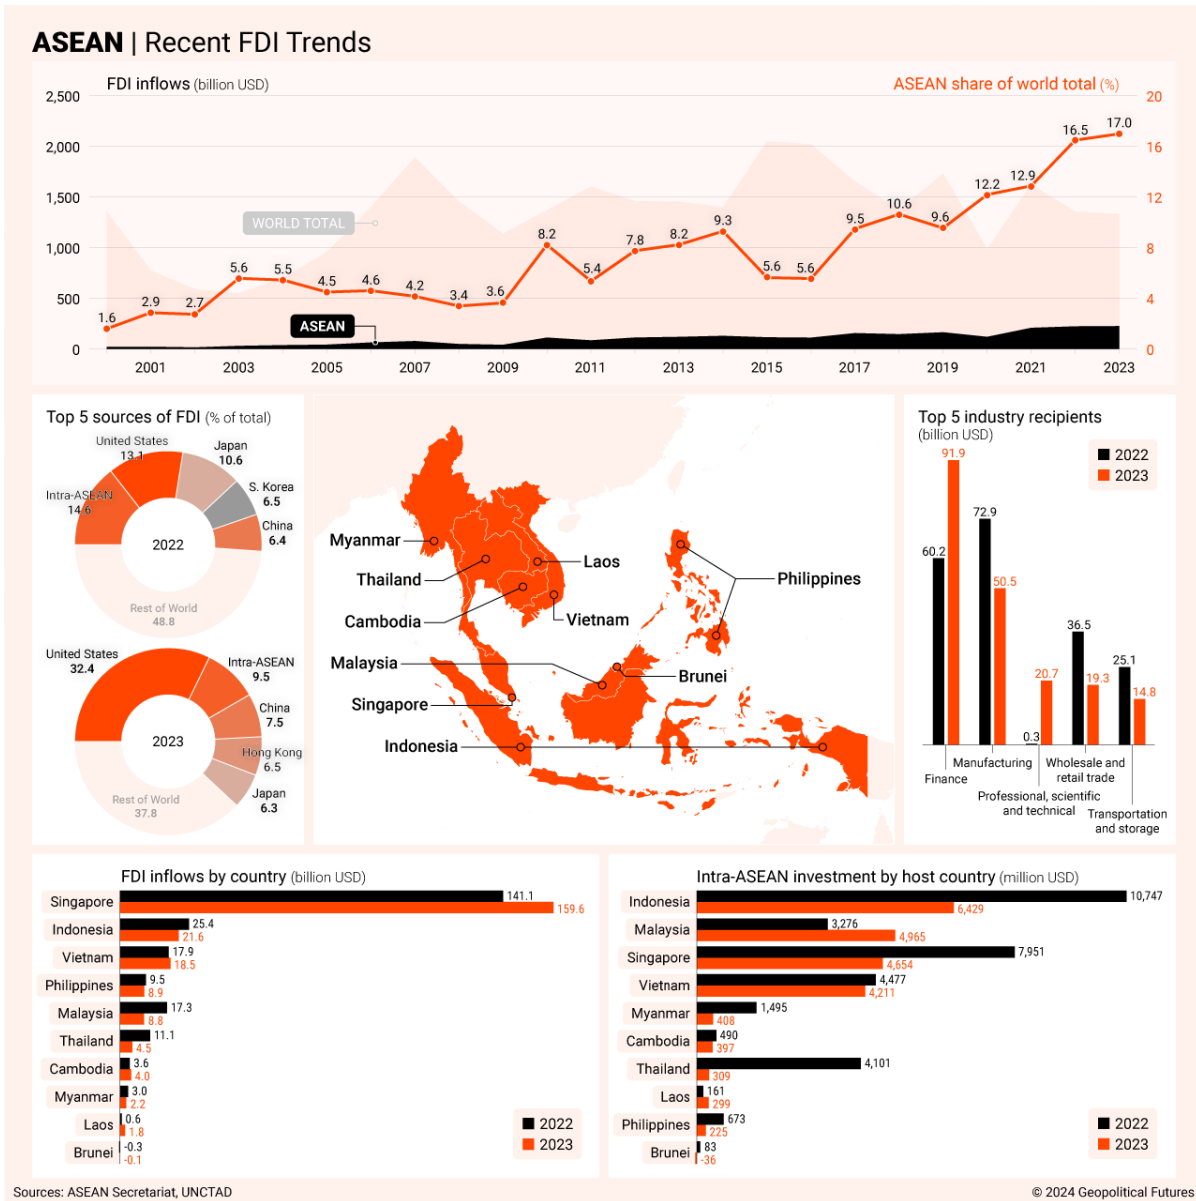 ASEAN | Recent FDI Trends
FDI inflows (billion USD)
ASEAN share of world total (%)
2,500
2,000
1,500
1,000
500
0
20
16
12
8
4
0
WORLD TOTAL
ASEAN
1.6
2.9
2.7
5.6
5.5
4.5
4.6
4.2
3.4
3.6
8.2
5.4
7.8
8.2
9.3
5.6
5.6
9.5
10.6
9.6
12.2
12.9
16.5
17.0
2001
2003
2005
2007
2009
2011
2013
2015
2017
2019
2021
2023
Top 5 sources of FDI (% of total)
United States
13.1
Japan
10.6
Intra-ASEAN
14.6
S. Korea
6.5
China
6.4
2022
Rest of World
48.8
United States
32.4
Intra-ASEAN
9.5
China
7.5
2023
Hong Kong
6.5
Rest of World
37.8
Japan
6.3
Myanmar
Thailand
Cambodia
Malaysia
Singapore
Indonesia
Laos
Vietnam
Brunei
Philippines
Top 5 industry recipients
(billion USD)
2022
2023
60.2
91.9
72.9
50.5
0.3
20.7
36.5
19.3
25.1
14.8
Finance
Manufacturing
Professional, scientific
and technical
Wholesale and
retail trade
Transportation
and storage
FDI inflows by country (billion USD)
Singapore
141.1
159.6
Indonesia
25.4
21.6
Vietnam
17.9
18.5
Philippines
9.5
8.9
Malaysia
17.3
8.8
Thailand
11.1
4.5
Cambodia
3.6
4.0
Myanmar
3.0
2.2
Laos
0.6
1.8
Brunei
-0.3
-0.1
2022
2023
Intra-ASEAN investment by host country (million USD)
Indonesia
10,747
6,429
Malaysia
3,276
4,965
Singapore
7,951
4,654
Vietnam
4,477
4,211
Myanmar
1,495
408
Cambodia
490
397
Thailand
4,101
309
Laos
161
299
Philippines
673
225
Brunei
83
-36
2022
2023
Sources: ASEAN Secretariat, UNCTAD
© 2024 Geopolitical Futures